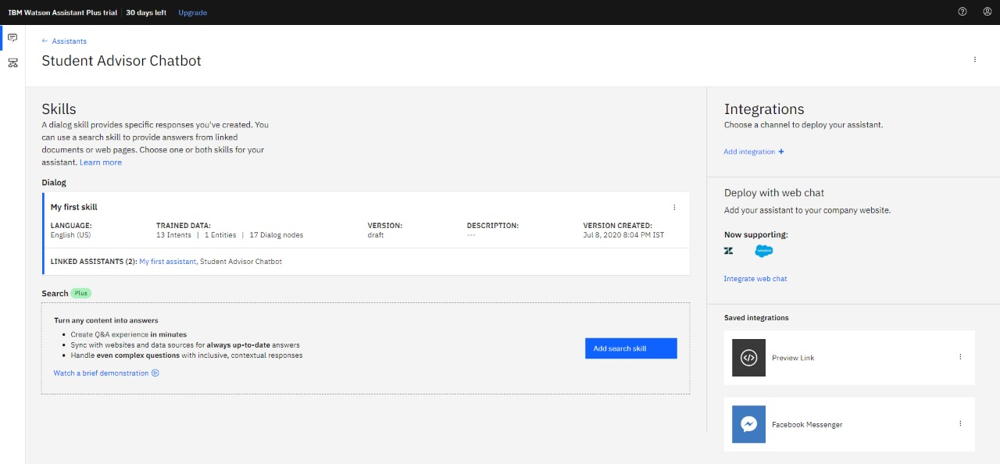 IBM Watson Assistant Plus trial 30 days left Upgrade
← Assistants
Student Advisor Chatbot
Skills
A dialog skill provides specific responses you've created. You
can use a search skill to provide answers from linked
documents or web pages. Choose one or both skills for your
assistant. Learn more
Dialog
My first skill
LANGUAGE: TRAINED DATA: VERSION: DESCRIPTION: VERSION CREATED:
English (US) 13 Intents | 1 Entities | 17 Dialog nodes draft --- Jul 8, 2020 8:04 PM IST
LINKED ASSISTANTS (2): My first assistant, Student Advisor Chatbot
Search Plus
Turn any content into answers
• Create Q&A experience in minutes
• Sync with websites and data sources for always up-to-date answers
• Handle even complex questions with inclusive, contextual responses
Watch a brief demonstration
Add search skill
Integrations
Choose a channel to deploy your assistant.
Add integration +
Deploy with web chat
Add your assistant to your company website.
Now supporting:
salesforce
Integrate web chat
Saved integrations
Preview Link
Facebook Messenger